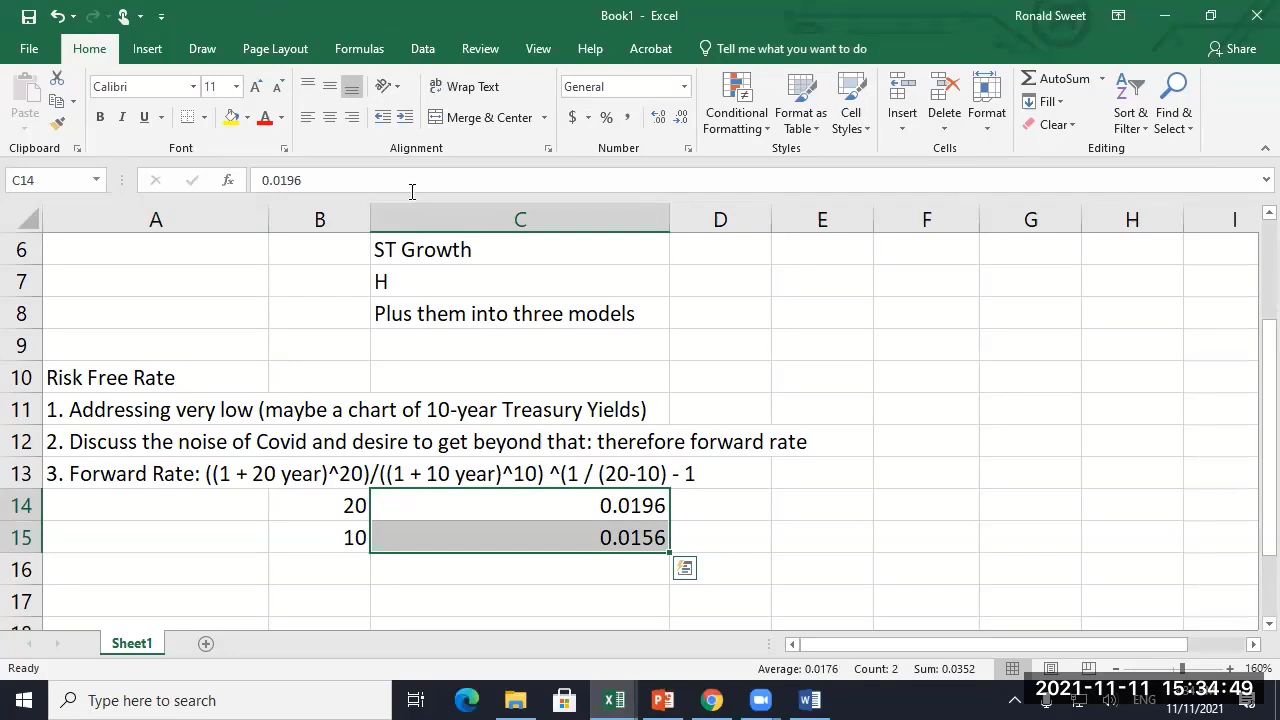 Book1 - Excel
Ronald Sweet
File Home Insert Draw Page Layout Formulas Data Review View Help Acrobat Tell me what you want to do Share
Paste
Calibri 11
B I U
A
Wrap Text
Merge & Center
General
$ % ,
Conditional Formatting
Format as Table
Cell Styles
Insert Delete Format
AutoSum
Fill
Clear
Sort & Filter
Find & Select
Clipboard Font Alignment Number Styles Cells Editing
C14 fx 0.0196
A B C D E F G H I
6 ST Growth
7 H
8 Plus them into three models
9
10 Risk Free Rate
11 1. Addressing very low (maybe a chart of 10-year Treasury Yields)
12 2. Discuss the noise of Covid and desire to get beyond that: therefore forward rate
13 3. Forward Rate: ((1 + 20 year)^20)/((1 + 10 year)^10) ^(1 / (20-10) - 1
14 20 0.0196
15 10 0.0156
16
17
Sheet1
Ready Average: 0.0176 Count: 2 Sum: 0.0352 160%
Type here to search
2021-11-11 15:34:49
ENG
11/11/2021